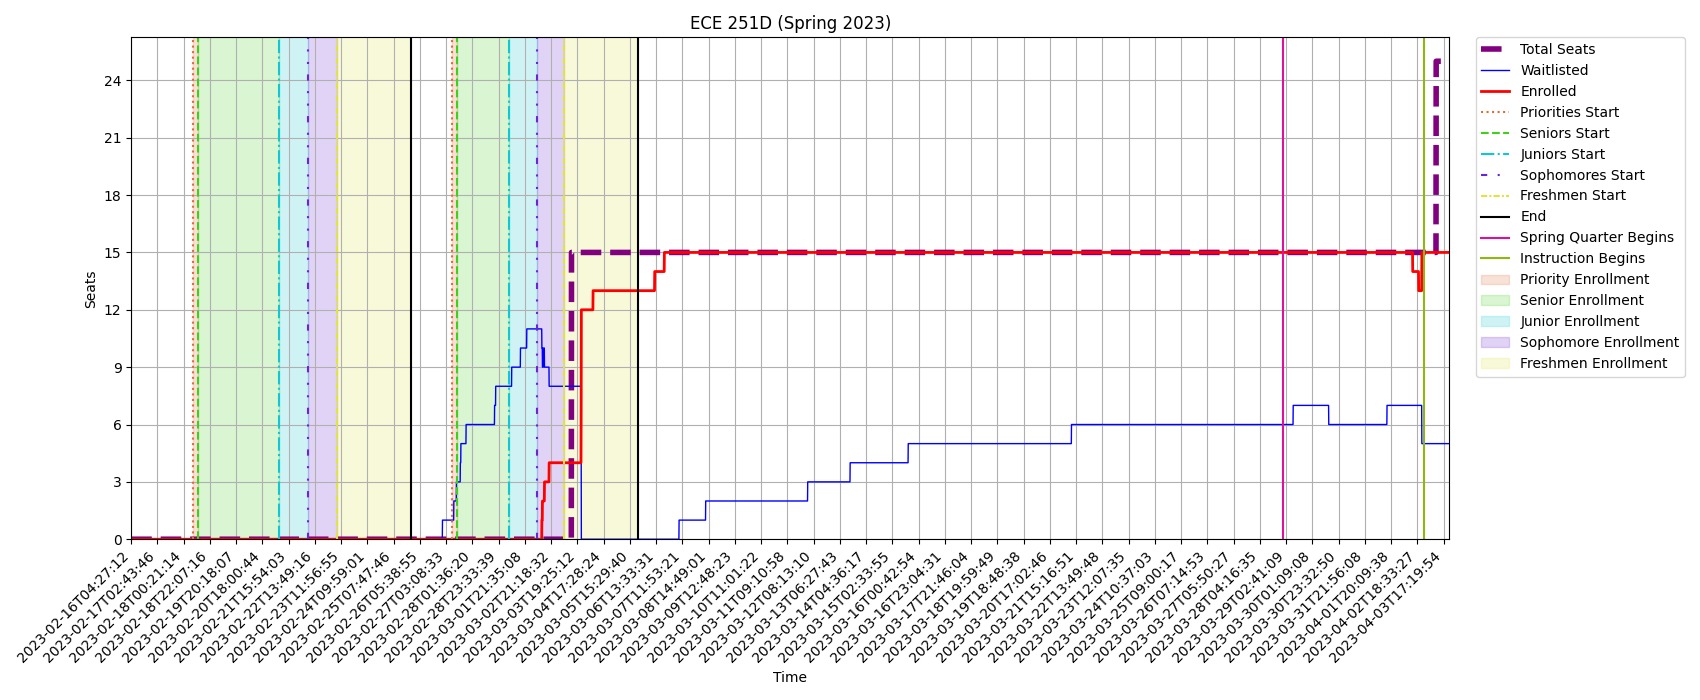 ECE 251D (Spring 2023)
Seats
24
21
18
15
12
9
6
3
0
2023-02-16T04:27:12
2023-02-17T02:43:46
2023-02-18T00:21:14
2023-02-18T22:07:16
2023-02-19T20:18:07
2023-02-20T18:00:44
2023-02-21T15:54:03
2023-02-22T13:49:16
2023-02-23T11:56:55
2023-02-24T09:59:01
2023-02-25T07:47:46
2023-02-26T05:38:55
2023-02-27T03:08:33
2023-02-28T01:36:20
2023-02-28T23:33:39
2023-03-01T21:35:08
2023-03-02T21:18:32
2023-03-03T19:25:12
2023-03-04T17:28:24
2023-03-05T15:29:40
2023-03-06T13:33:31
2023-03-07T11:53:21
2023-03-08T14:49:01
2023-03-09T12:48:23
2023-03-10T11:01:22
2023-03-11T09:10:58
2023-03-12T08:13:10
2023-03-13T06:27:43
2023-03-14T04:36:17
2023-03-15T02:33:55
2023-03-16T00:42:54
2023-03-16T23:04:31
2023-03-17T21:46:04
2023-03-18T19:59:49
2023-03-19T18:48:38
2023-03-20T17:02:46
2023-03-21T15:16:51
2023-03-22T13:49:48
2023-03-23T12:07:35
2023-03-24T10:37:03
2023-03-25T09:00:17
2023-03-26T07:14:53
2023-03-27T05:50:27
2023-03-28T04:16:35
2023-03-29T02:41:09
2023-03-30T01:09:08
2023-03-30T23:32:50
2023-03-31T21:56:08
2023-04-01T20:09:38
2023-04-02T18:33:27
2023-04-03T17:19:54
Time
Total Seats
Waitlisted
Enrolled
Priorities Start
Seniors Start
Juniors Start
Sophomores Start
Freshmen Start
End
Spring Quarter Begins
Instruction Begins
Priority Enrollment
Senior Enrollment
Junior Enrollment
Sophomore Enrollment
Freshmen Enrollment